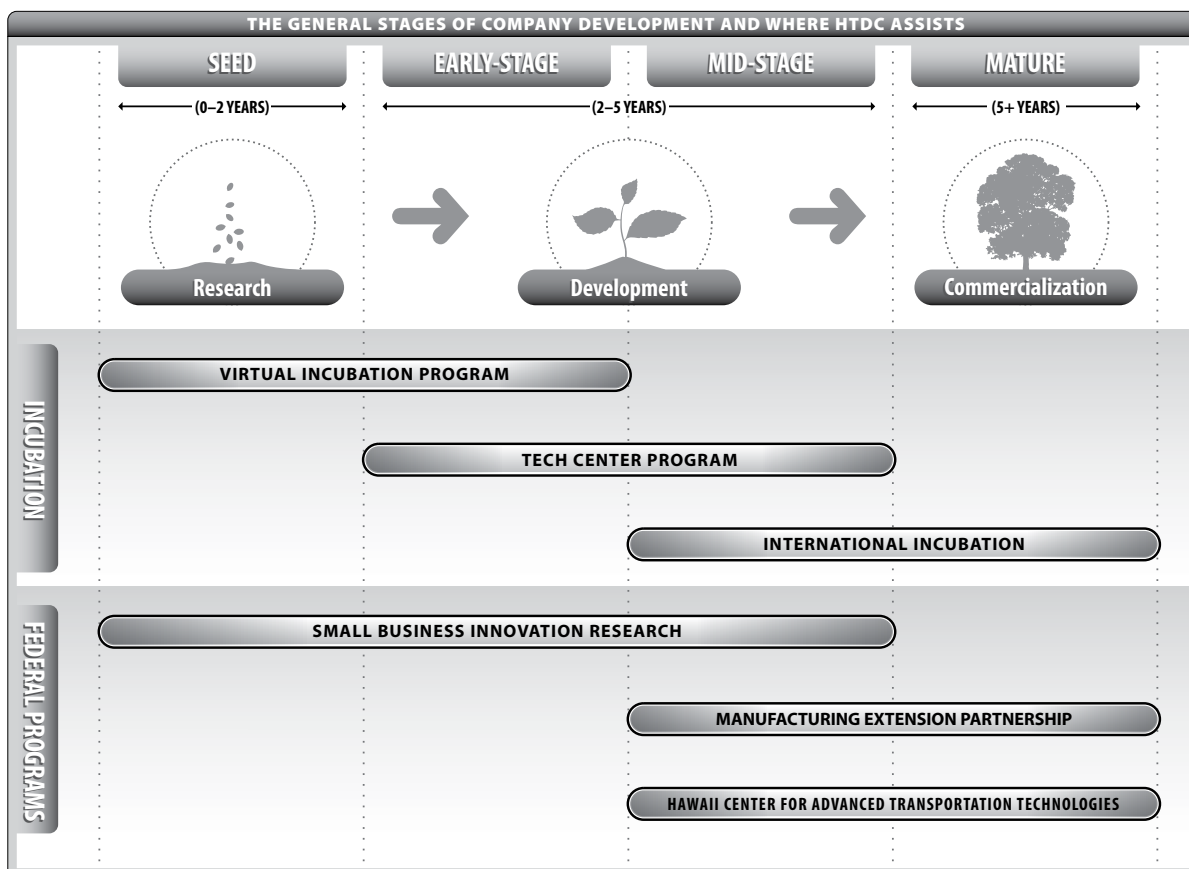 THE GENERAL STAGES OF COMPANY DEVELOPMENT AND WHERE HTDC ASSISTS
SEED
EARLY-STAGE
MID-STAGE
MATURE
(0–2 YEARS)
(2–5 YEARS)
(5+ YEARS)
Research
Development
Commercialization
INCUBATION
VIRTUAL INCUBATION PROGRAM
TECH CENTER PROGRAM
INTERNATIONAL INCUBATION
FEDERAL PROGRAMS
SMALL BUSINESS INNOVATION RESEARCH
MANUFACTURING EXTENSION PARTNERSHIP
HAWAII CENTER FOR ADVANCED TRANSPORTATION TECHNOLOGIES